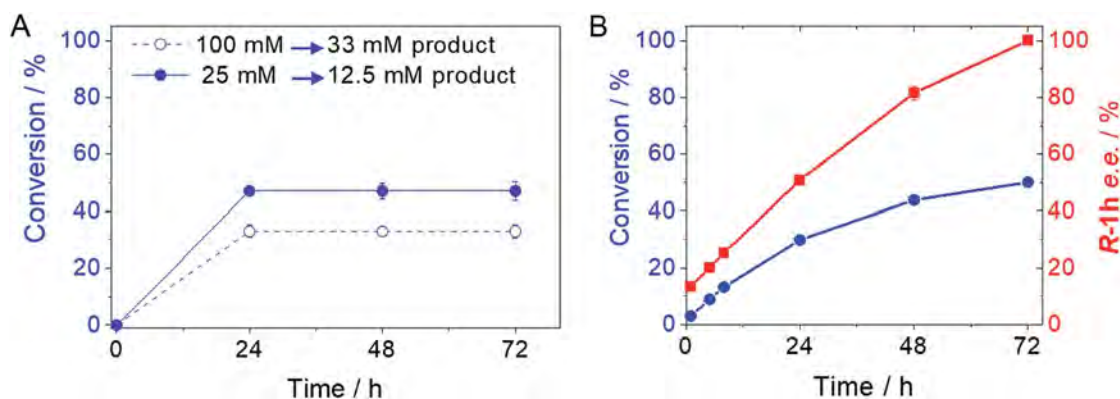 A
100 mM → 33 mM product
25 mM → 12.5 mM product
Conversion / %
100
80
60
40
20
0
0 24 48 72
Time / h
B
Conversion / %
100
80
60
40
20
0
0 24 48 72
Time / h
100
80
60
40
20
0
R-1h e.e. / %